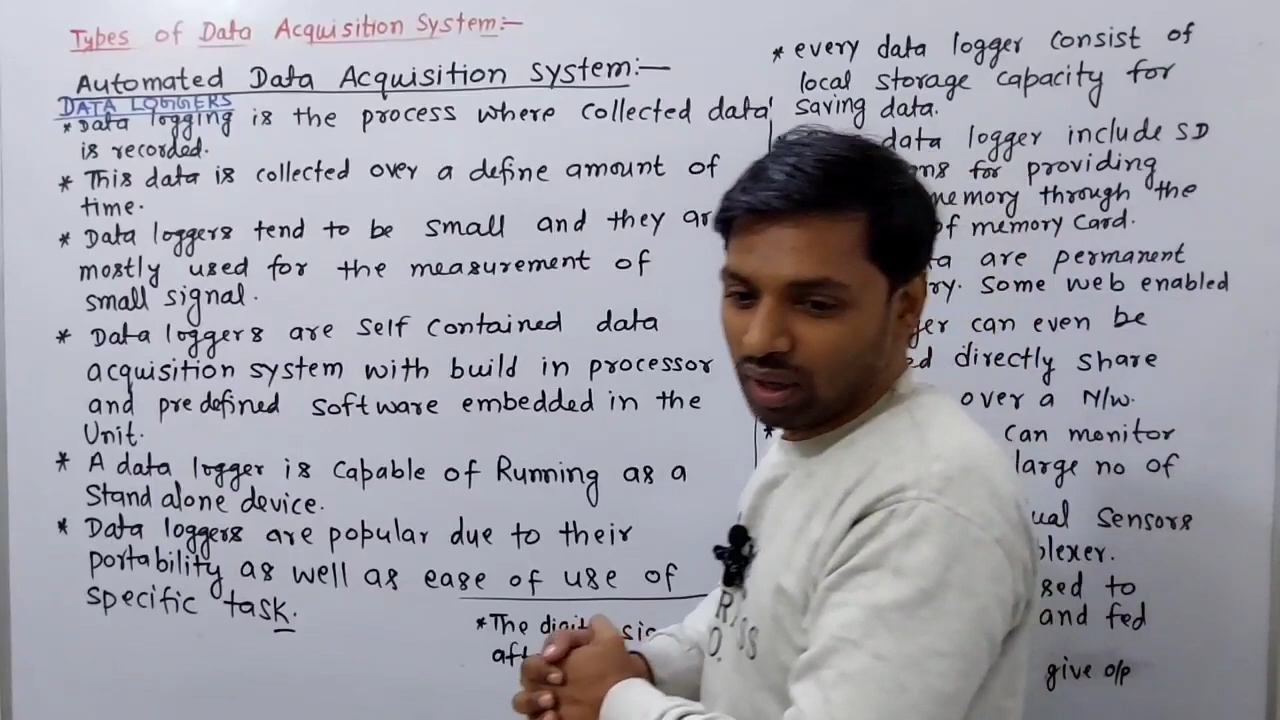 Types of Data Acquisition System:-
Automated Data Acquisition system:-
DATA LOGGERS
* Data logging is the process where collected data
is recorded.
* This data is collected over a define amount of
time.
* Data loggers tend to be small and they
mostly used for the measurement of
small signal.
* Data loggers are self contained data
acquisition system with build in processor
and predefined software embedded in the
Unit.
* A data logger is capable of Running as a
Stand alone device.
* Data loggers are popular due to their
portability as well as ease of use of
specific task.
* The
* every data logger consist of
local storage capacity for
saving data.
data logger include SD
for providing
memory through the
of memory Card.
are permanent
Some web enabled
can even be
directly share
over a N/w.
*
can monitor
large no of
sensors
to
and fed
give o/p